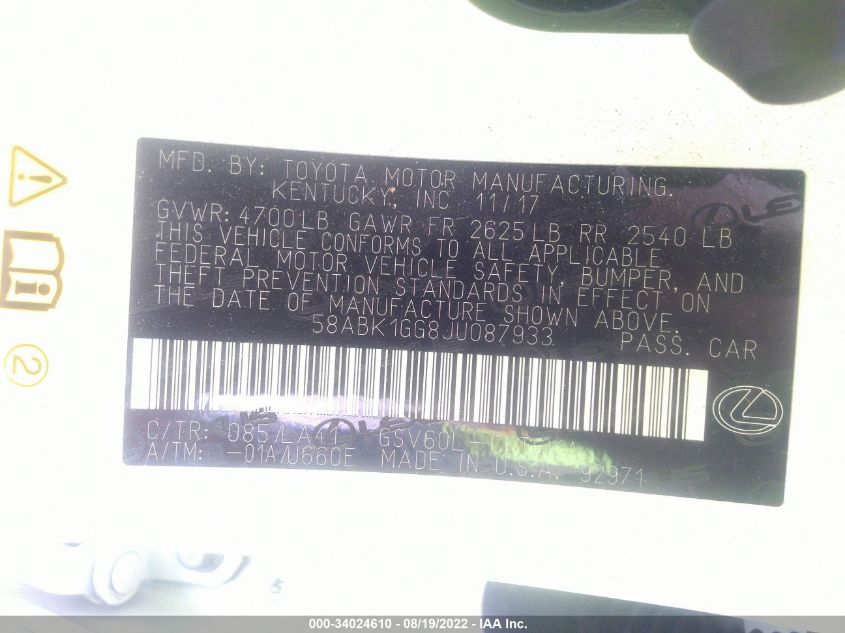 MFD. BY: TOYOTA MOTOR MANUFACTURING.
KENTUCKY, INC 11/17
GVWR: 4700LB GAWR FR 2625LB RR 2540 LB
THIS VEHICLE CONFORMS TO ALL APPLICABLE
FEDERAL MOTOR VEHICLE SAFETY, BUMPER, AND
THEFT PREVENTION STANDARDS IN EFFECT ON
THE DATE OF MANUFACTURE SHOWN ABOVE.
58ABK1GG8JU087933 PASS. CAR
C/TR: 085/LA41 GSV60L
A/TM: -01A/U660E MADE IN U.S.A. 92971
2
000-34024610 - 08/19/2022 - IAA Inc.